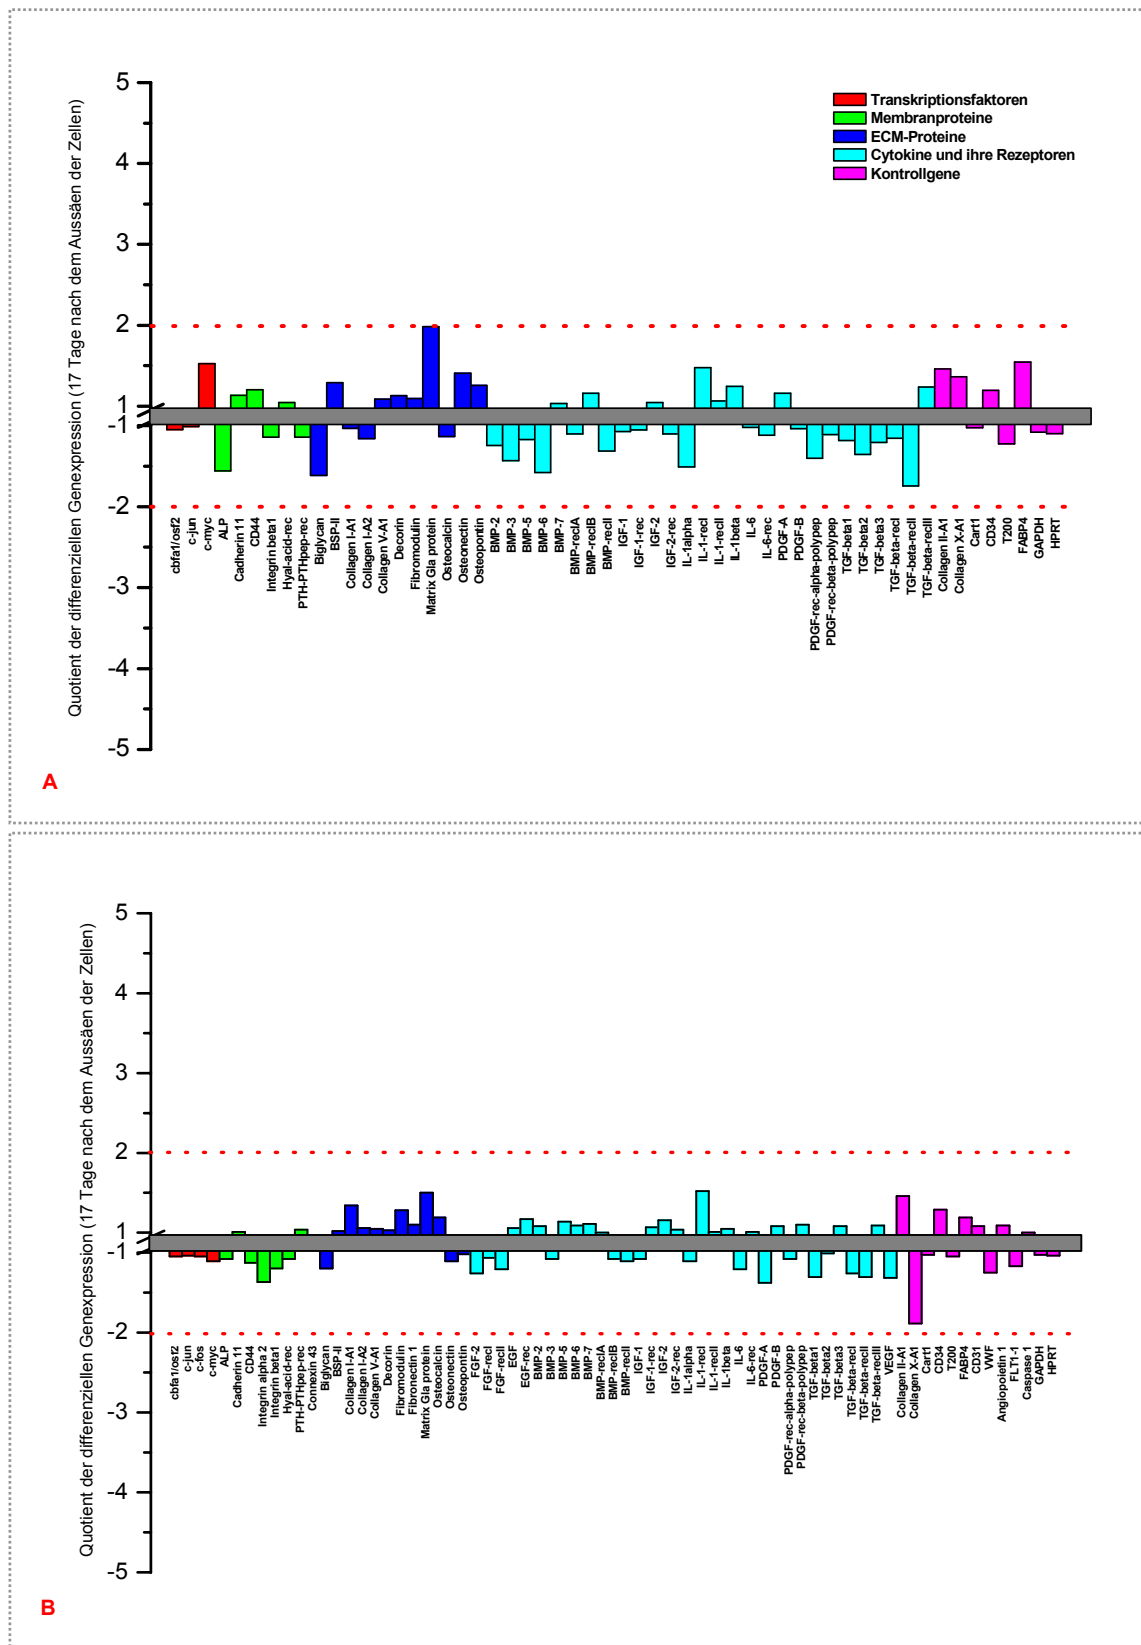 Quotient der differenziellen Genexpression (17 Tage nach dem Aussäen der Zellen)
5
4
3
2
1
-1
-2
-3
-4
-5
Transkriptionsfaktoren
Membranproteine
ECM-Proteine
Cytokine und ihre Rezeptoren
Kontrollgene
cbfa1/osf2
c-jun
c-myc
ALP
Cadherin11
CD44
Integrin beta1
Hyal-acid-rec
PTH-PTHpep-rec
Biglycan
BSP-II
Collagen I-A1
Collagen I-A2
Collagen V-A1
Decorin
Fibromodulin
Matrix Gla protein
Osteocalcin
Osteonectin
Osteopontin
BMP-2
BMP-3
BMP-5
BMP-6
BMP-7
BMP-recIA
BMP-recIB
BMP-recII
IGF-1
IGF-1-rec
IGF-2
IGF-2-rec
IL-1alpha
IL-1-recI
IL-1-recII
IL-1beta
IL-6
IL-6-rec
PDGF-A
PDGF-B
PDGF-rec-alpha-polypep
PDGF-rec-beta-polypep
TGF-beta1
TGF-beta2
TGF-beta3
TGF-beta-recI
TGF-beta-recII
TGF-beta-recIII
Collagen II-A1
Collagen X-A1
Cart1
CD34
T200
FABP4
GAPDH
HPRT
A
Quotient der differenziellen Genexpression (17 Tage nach dem Aussäen der Zellen)
5
4
3
2
1
-1
-2
-3
-4
-5
cbfa1/osf2
c-jun
c-fos
c-myc
ALP
Cadherin 11
CD44
Integrin alpha 2
Integrin beta1
Hyal-acid-rec
PTH-PTHpep-rec
Connexin 43
Biglycan
BSP-II
Collagen I-A1
Collagen I-A2
Collagen V-A1
Decorin
Fibromodulin
Fibronectin 1
Matrix Gla protein
Osteocalcin
Osteonectin
Osteopontin
FGF-2
FGF-recI
FGF-recII
EGF
EGF-rec
BMP-2
BMP-3
BMP-5
BMP-6
BMP-7
BMP-recIA
BMP-recIB
BMP-recII
IGF-1
IGF-1-rec
IGF-2
IGF-2-rec
IL-1alpha
IL-1-recI
IL-1-recII
IL-1beta
IL-6
IL-6-rec
PDGF-A
PDGF-B
PDGF-rec-alpha-polypep
PDGF-rec-beta-polypep
TGF-beta1
TGF-beta2
TGF-beta3
TGF-beta-recI
TGF-beta-recII
TGF-beta-recIII
VEGF
Collagen II-A1
Collagen X-A1
Cart1
CD34
T200
FABP4
CD31
VWF
Angiopoietin 1
FLT1-1
Caspase 1
GAPDH
HPRT
B